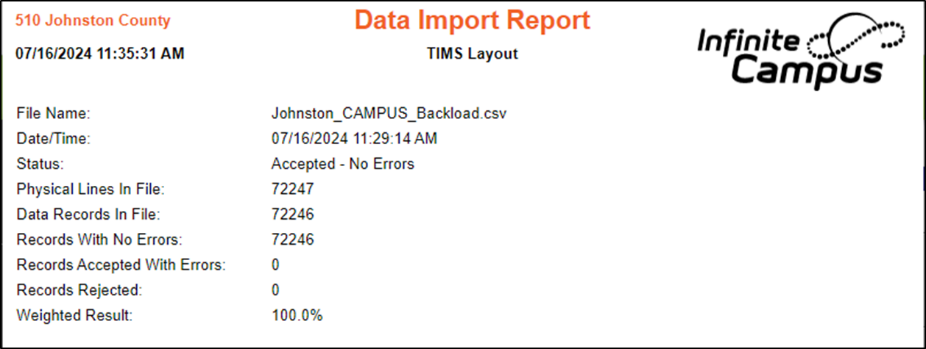 510 Johnston County
Data Import Report
07/16/2024 11:35:31 AM
TIMS Layout
Infinite
Campus
File Name: Johnston_CAMPUS_Backload.csv
Date/Time: 07/16/2024 11:29:14 AM
Status: Accepted - No Errors
Physical Lines In File: 72247
Data Records In File: 72246
Records With No Errors: 72246
Records Accepted With Errors: 0
Records Rejected: 0
Weighted Result: 100.0%